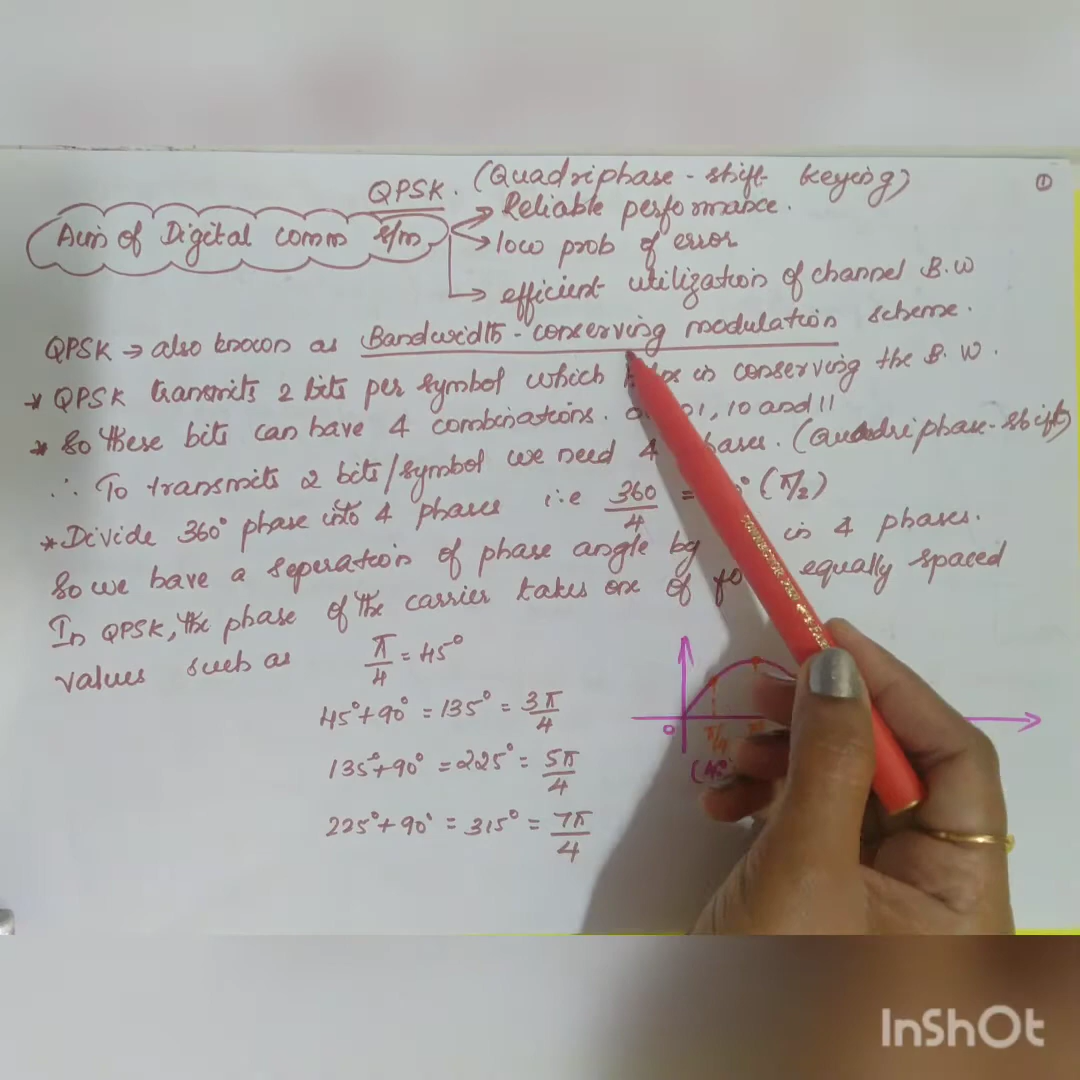 QPSK. (Quadriphase - shift keying)
①
Aim of Digital comm s/m
Reliable performance.
low prob of error
efficient utilization of channel B.W
QPSK → also known as Bandwidth - conserving modulation scheme.
* QPSK transmits 2 bits per symbol which in conserving the B.W.
* So these bits can have 4 combinations. 01, 10 and 11
∴ To transmits 2 bits/symbol we need 4 phases. (Quadriphase-shift)
* Divide 360° phase into 4 phases i.e 360/4 = ° (π/2)
So we have a seperation of phase angle by in 4 phases.
In QPSK, the phase of the carrier takes one of equally spaced
values such as π/4 = 45°
45° + 90° = 135° = 3π/4
135° + 90° = 225° = 5π/4
225° + 90° = 315° = 7π/4
0 π/4
InShOt